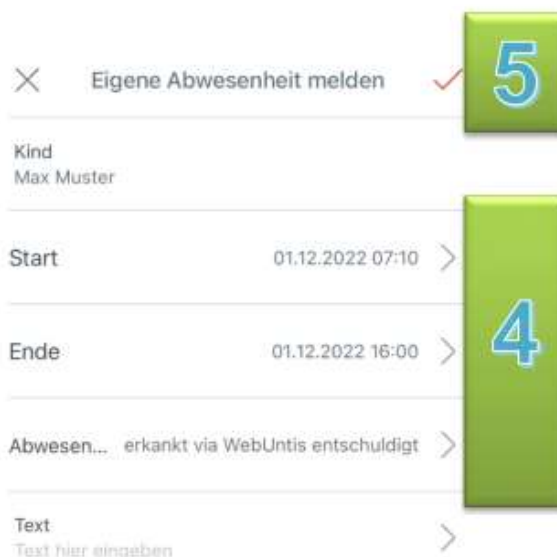 Eigene Abwesenheit melden
5
Kind
Max Muster
Start 01.12.2022 07:10
4
Ende 01.12.2022 16:00
Abwesen... erkankt via WebUntis entschuldigt
Text
Text hier eingeben